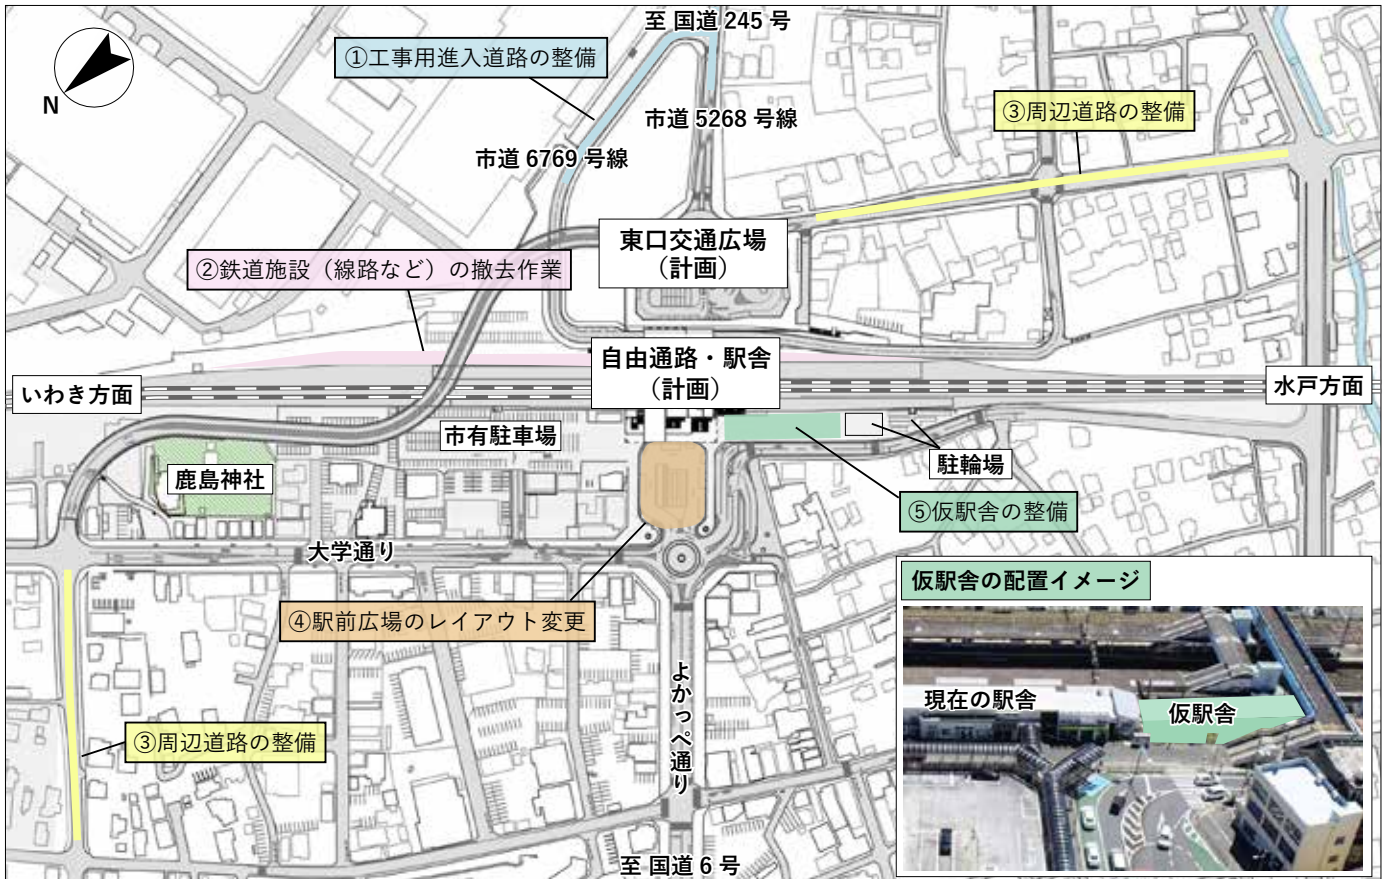 至 国道 245 号
①工事用進入道路の整備
N
③周辺道路の整備
市道 5268 号線
市道 6769 号線
東口交通広場
（計画）
②鉄道施設（線路など）の撤去作業
自由通路・駅舎
（計画）
いわき方面
水戸方面
市有駐車場
駐輪場
鹿島神社
⑤仮駅舎の整備
大学通り
④駅前広場のレイアウト変更
よかっぺ通り
③周辺道路の整備
至 国道 6 号
仮駅舎の配置イメージ
現在の駅舎
仮駅舎